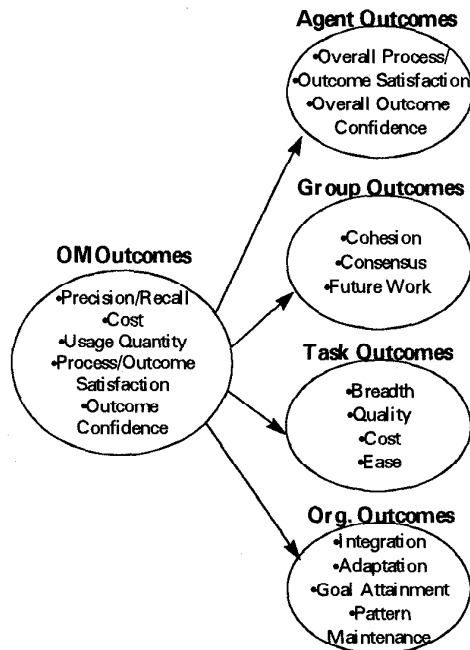 Agent Outcomes
•Overall Process/
Outcome Satisfaction
•Overall Outcome
Confidence
Group Outcomes
•Cohesion
•Consensus
•Future Work
OM Outcomes
•Precision/Recall
•Cost
•Usage Quantity
•Process/Outcome
Satisfaction
•Outcome
Confidence
Task Outcomes
•Breadth
•Quality
•Cost
•Ease
Org. Outcomes
•Integration
•Adaptation
•Goal Attainment
•Pattern
Maintenance